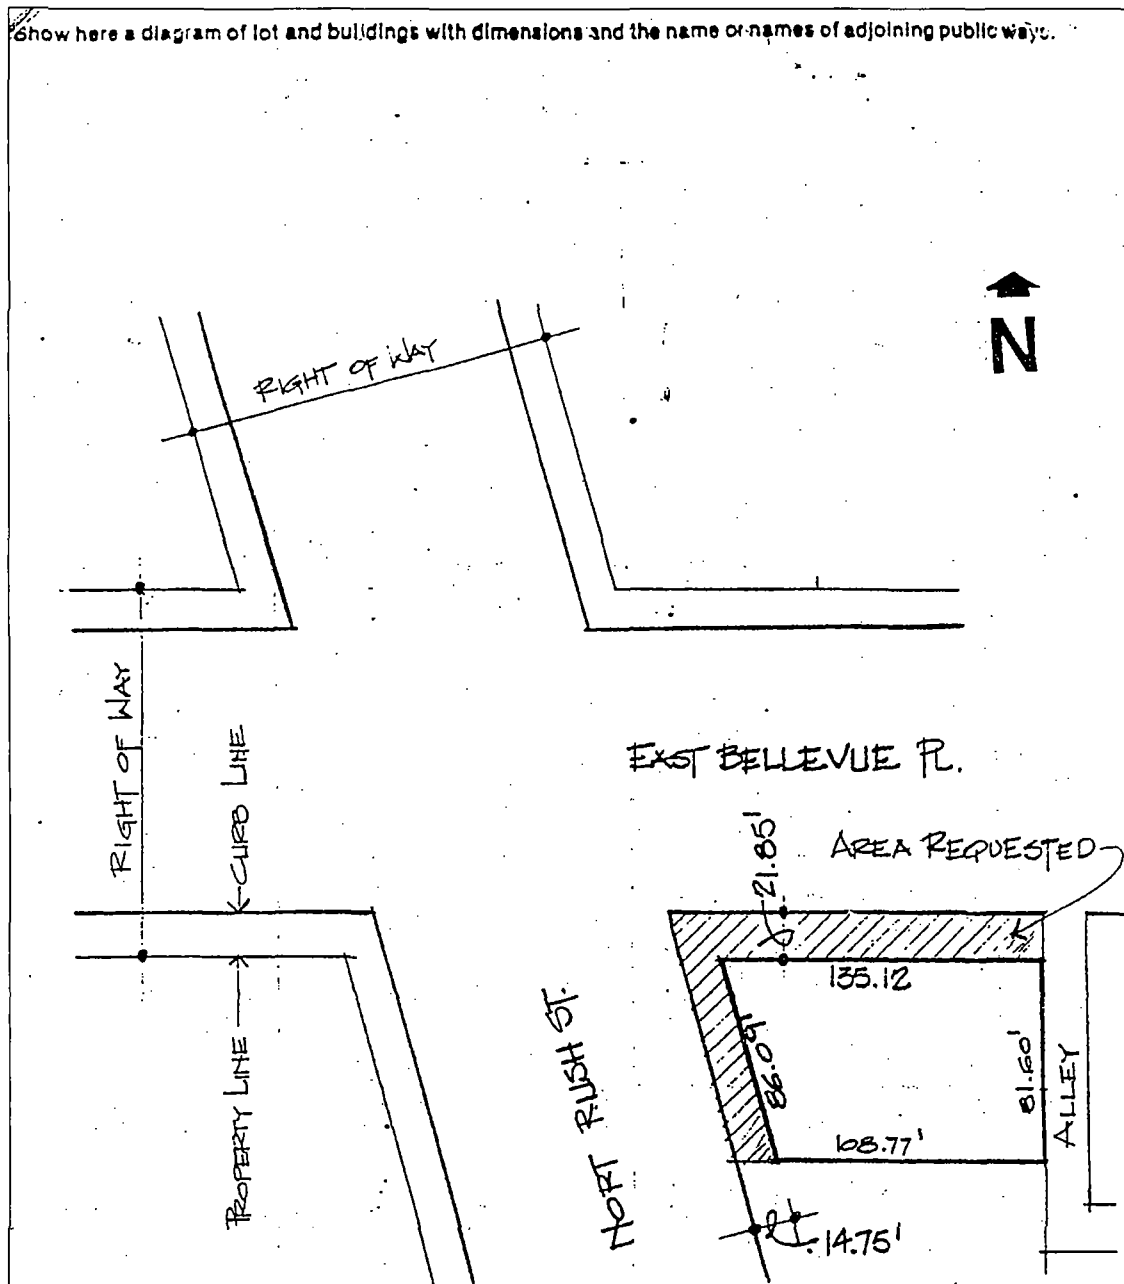 Show here a diagram of lot and buildings with dimensions and the name or names of adjoining public ways.
N
RIGHT OF WAY
RIGHT OF WAY
CURB LINE
PROPERTY LINE
EAST BELLEVUE PL.
AREA REQUESTED
21.85'
135.12
86.09'
81.60'
108.77'
ALLEY
NORT RUSH ST.
14.75'